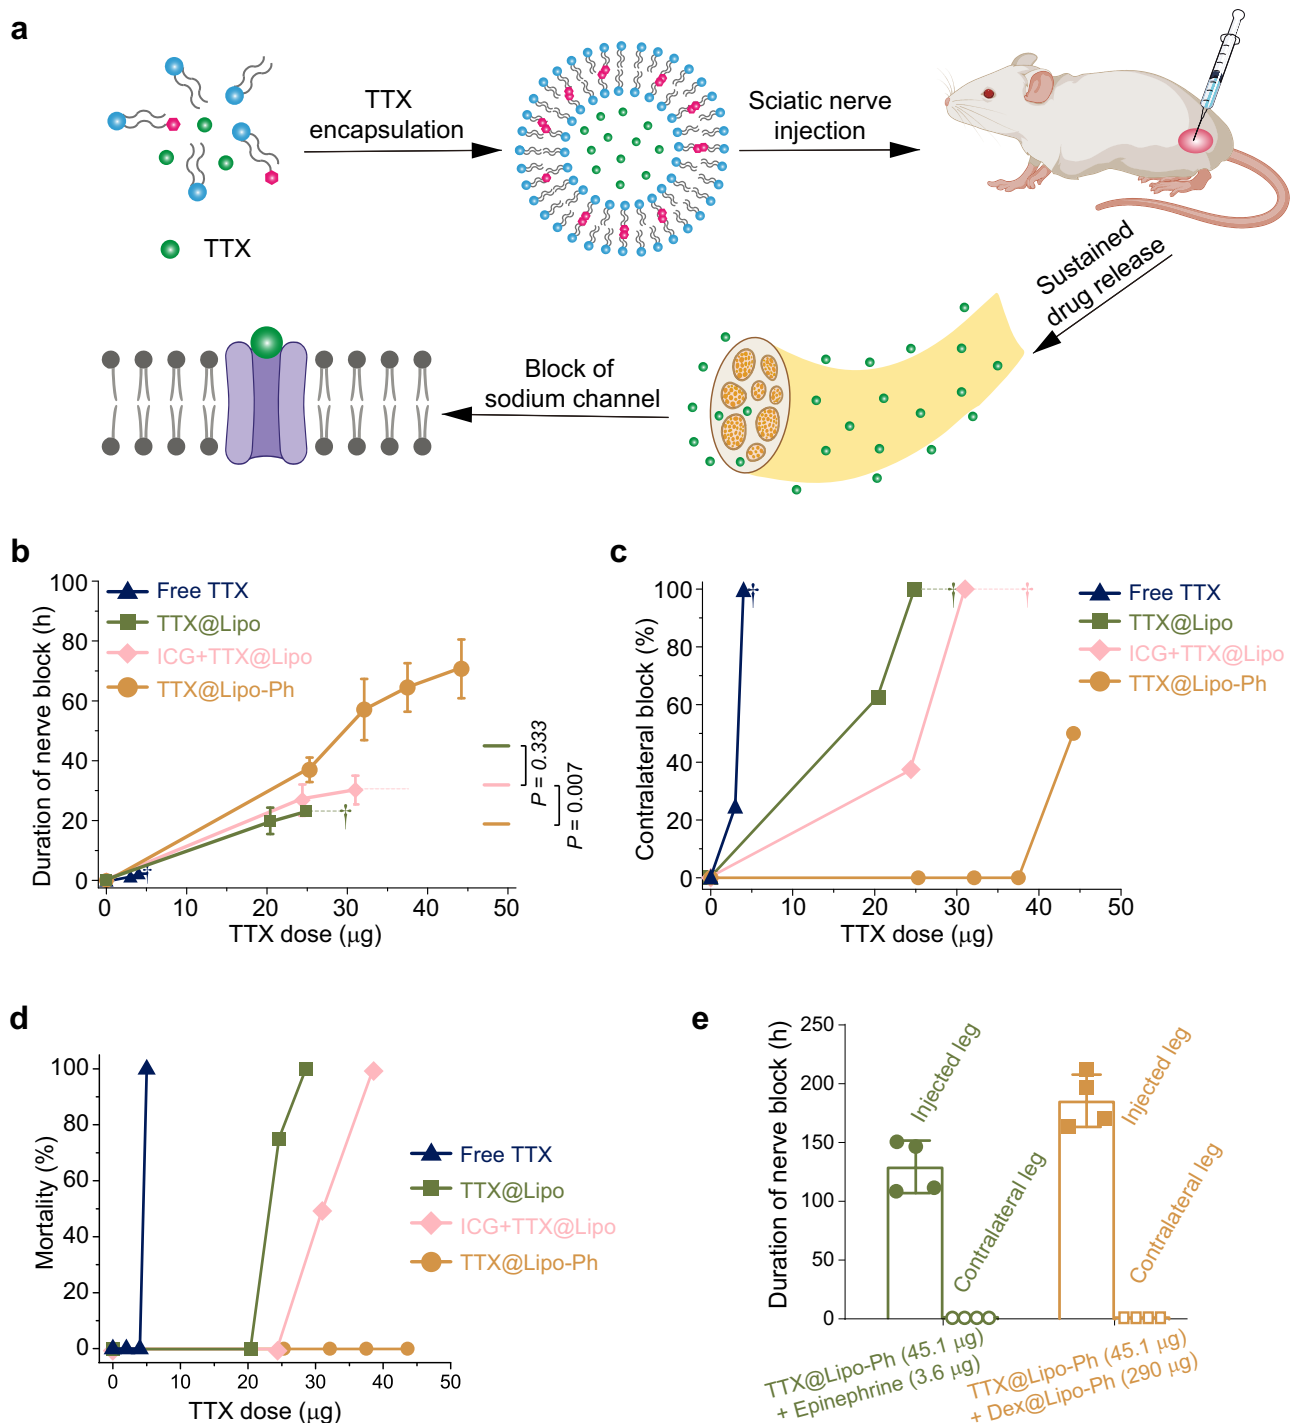 a
TTX
encapsulation
Sciatic nerve
injection
TTX
Sustained
drug release
Block of
sodium channel
b
Duration of nerve block (h)
100
80
60
40
20
0
Free TTX
TTX@Lipo
ICG+TTX@Lipo
TTX@Lipo-Ph
†
†
P = 0.333
P = 0.007
0
10
20
30
40
50
TTX dose (μg)
c
Contralateral block (%)
100
80
60
40
20
0
†
†
†
Free TTX
TTX@Lipo
ICG+TTX@Lipo
TTX@Lipo-Ph
0
10
20
30
40
50
TTX dose (μg)
d
Mortality (%)
100
80
60
40
20
0
Free TTX
TTX@Lipo
ICG+TTX@Lipo
TTX@Lipo-Ph
0
10
20
30
40
50
TTX dose (μg)
e
Duration of nerve block (h)
250
200
150
100
50
0
Injected leg
Contralateral leg
Injected leg
Contralateral leg
TTX@Lipo-Ph (45.1 μg)
+ Epinephrine (3.6 μg)
TTX@Lipo-Ph (45.1 μg)
+ Dex@Lipo-Ph (290 μg)